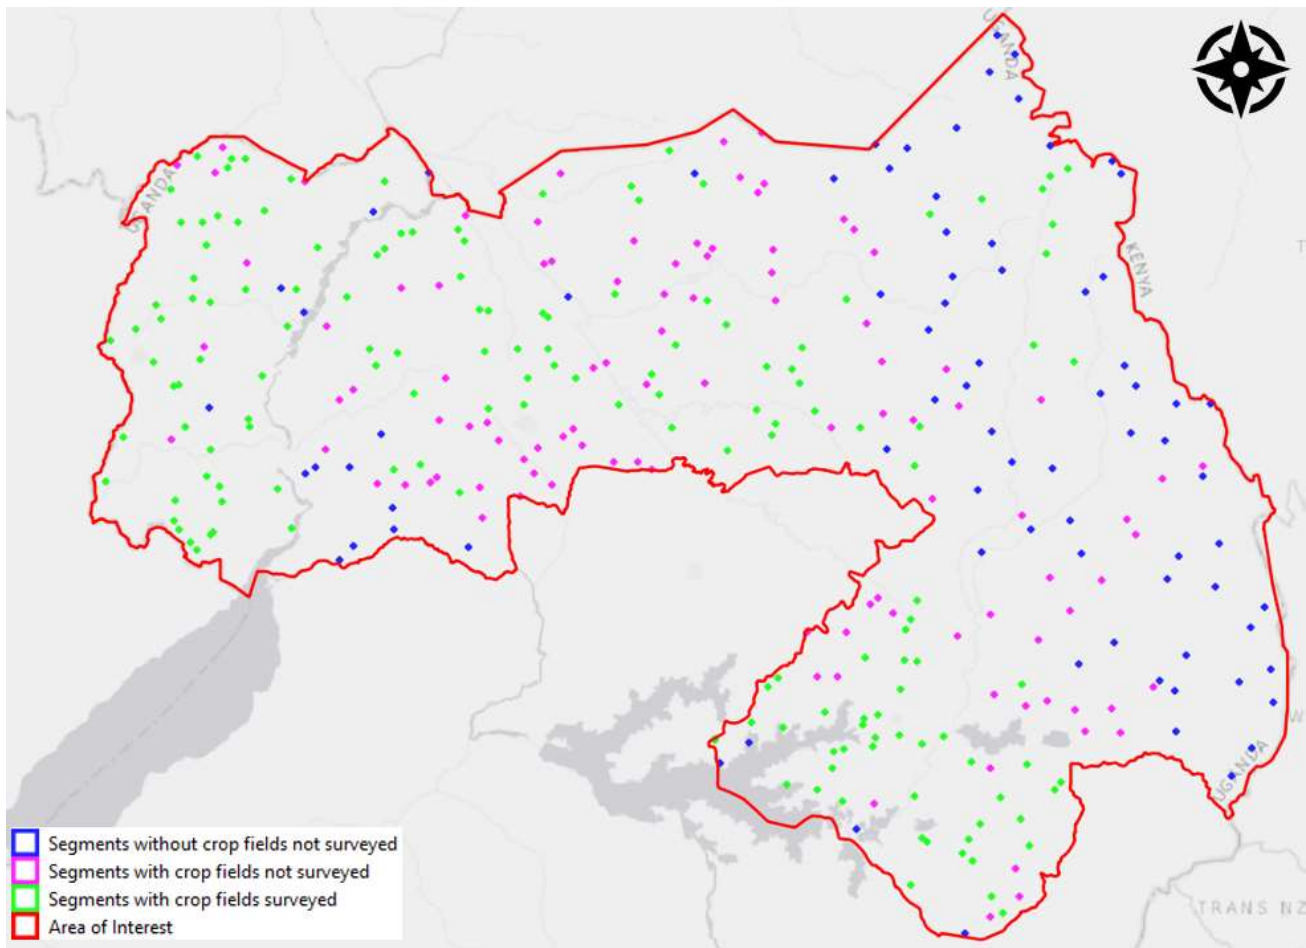 UGANDA
UGANDA
KENYA
T
W
UGANDA
Segments without crop fields not surveyed
Segments with crop fields not surveyed
Segments with crop fields surveyed
Area of Interest
TRANS NZ